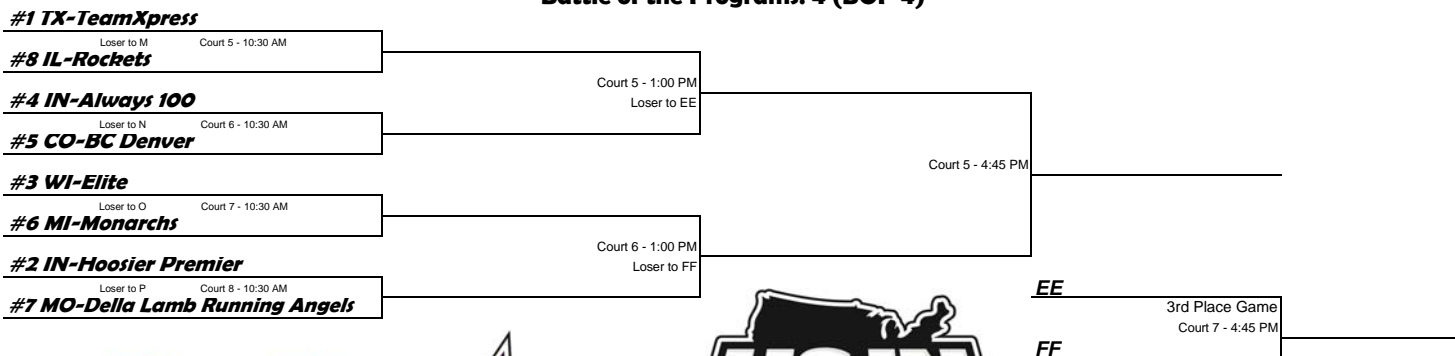 Battle of the Programs: 4 (BOP 4)
#1 TX-TeamXpress
Loser to M Court 5 - 10:30 AM
#8 IL-Rockets
Court 5 - 1:00 PM
#4 IN-Always 100
Loser to EE
Loser to N Court 6 - 10:30 AM
#5 CO-BC Denver
Court 5 - 4:45 PM
#3 WI-Elite
Loser to O Court 7 - 10:30 AM
#6 MI-Monarchs
Court 6 - 1:00 PM
#2 IN-Hoosier Premier
Loser to FF
Loser to P Court 8 - 10:30 AM
EE
#7 MO-Della Lamb Running Angels
3rd Place Game
Court 7 - 4:45 PM
FF